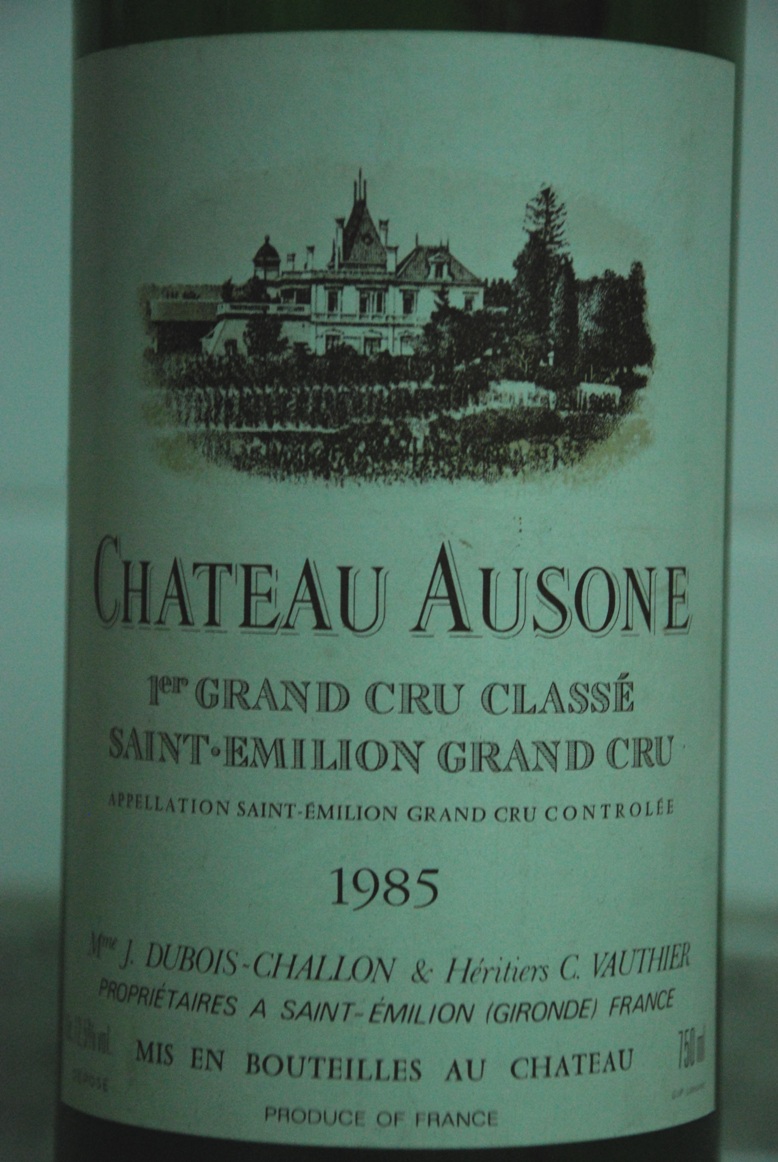 CHATEAU AUSONE
1er GRAND CRU CLASSÉ
SAINT-EMILION GRAND CRU
APPELLATION SAINT-ÉMILION GRAND CRU CONTROLÉE
1985
Mme J. DUBOIS-CHALLON & Héritiers C. VAUTHIER
PROPRIÉTAIRES A SAINT-ÉMILION (GIRONDE) FRANCE
MIS EN BOUTEILLES AU CHATEAU
750 ml
PRODUCE OF FRANCE